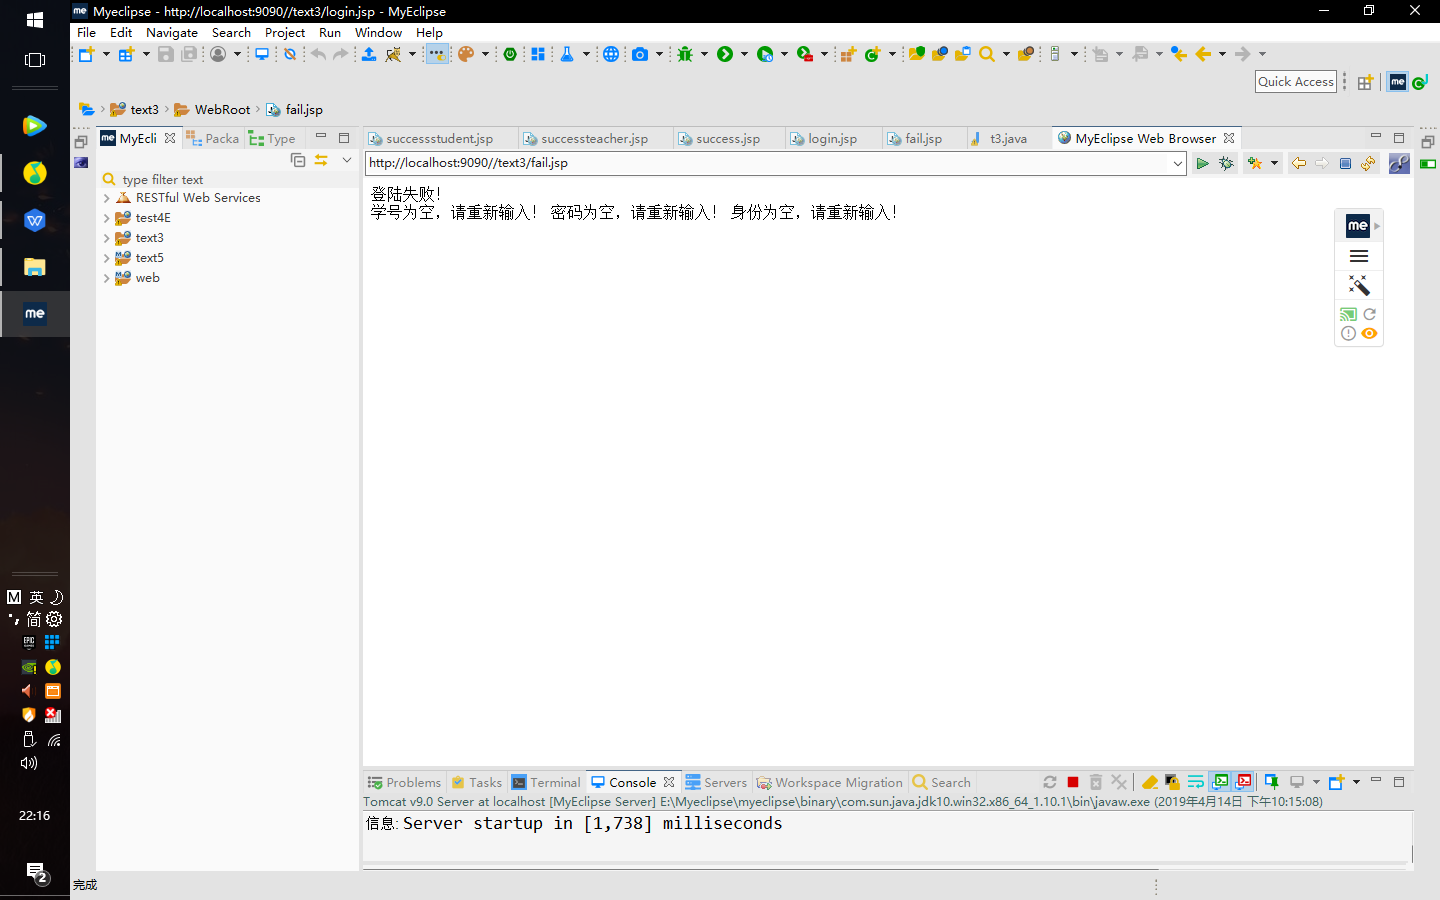 Myeclipse - http://localhost:9090//text3/login.jsp - MyEclipse
File Edit Navigate Search Project Run Window Help
Quick Access
text3 WebRoot fail.jsp
MyEcli Packa Type
successstudent.jsp successteacher.jsp success.jsp login.jsp fail.jsp t3.java MyEclipse Web Browser
http://localhost:9090//text3/fail.jsp
type filter text
RESTful Web Services
test4E
text3
text5
web
登陆失败！
学号为空，请重新输入！ 密码为空，请重新输入！ 身份为空，请重新输入！
me
M 英
简
Problems Tasks Terminal Console Servers Workspace Migration Search
Tomcat v9.0 Server at localhost [MyEclipse Server] E:\Myeclipse\myeclipse\binary\com.sun.java.jdk10.win32.x86_64_1.10.1\bin\javaw.exe (2019年4月14日 下午10:15:08)
信息: Server startup in [1,738] milliseconds
22:16
2
完成